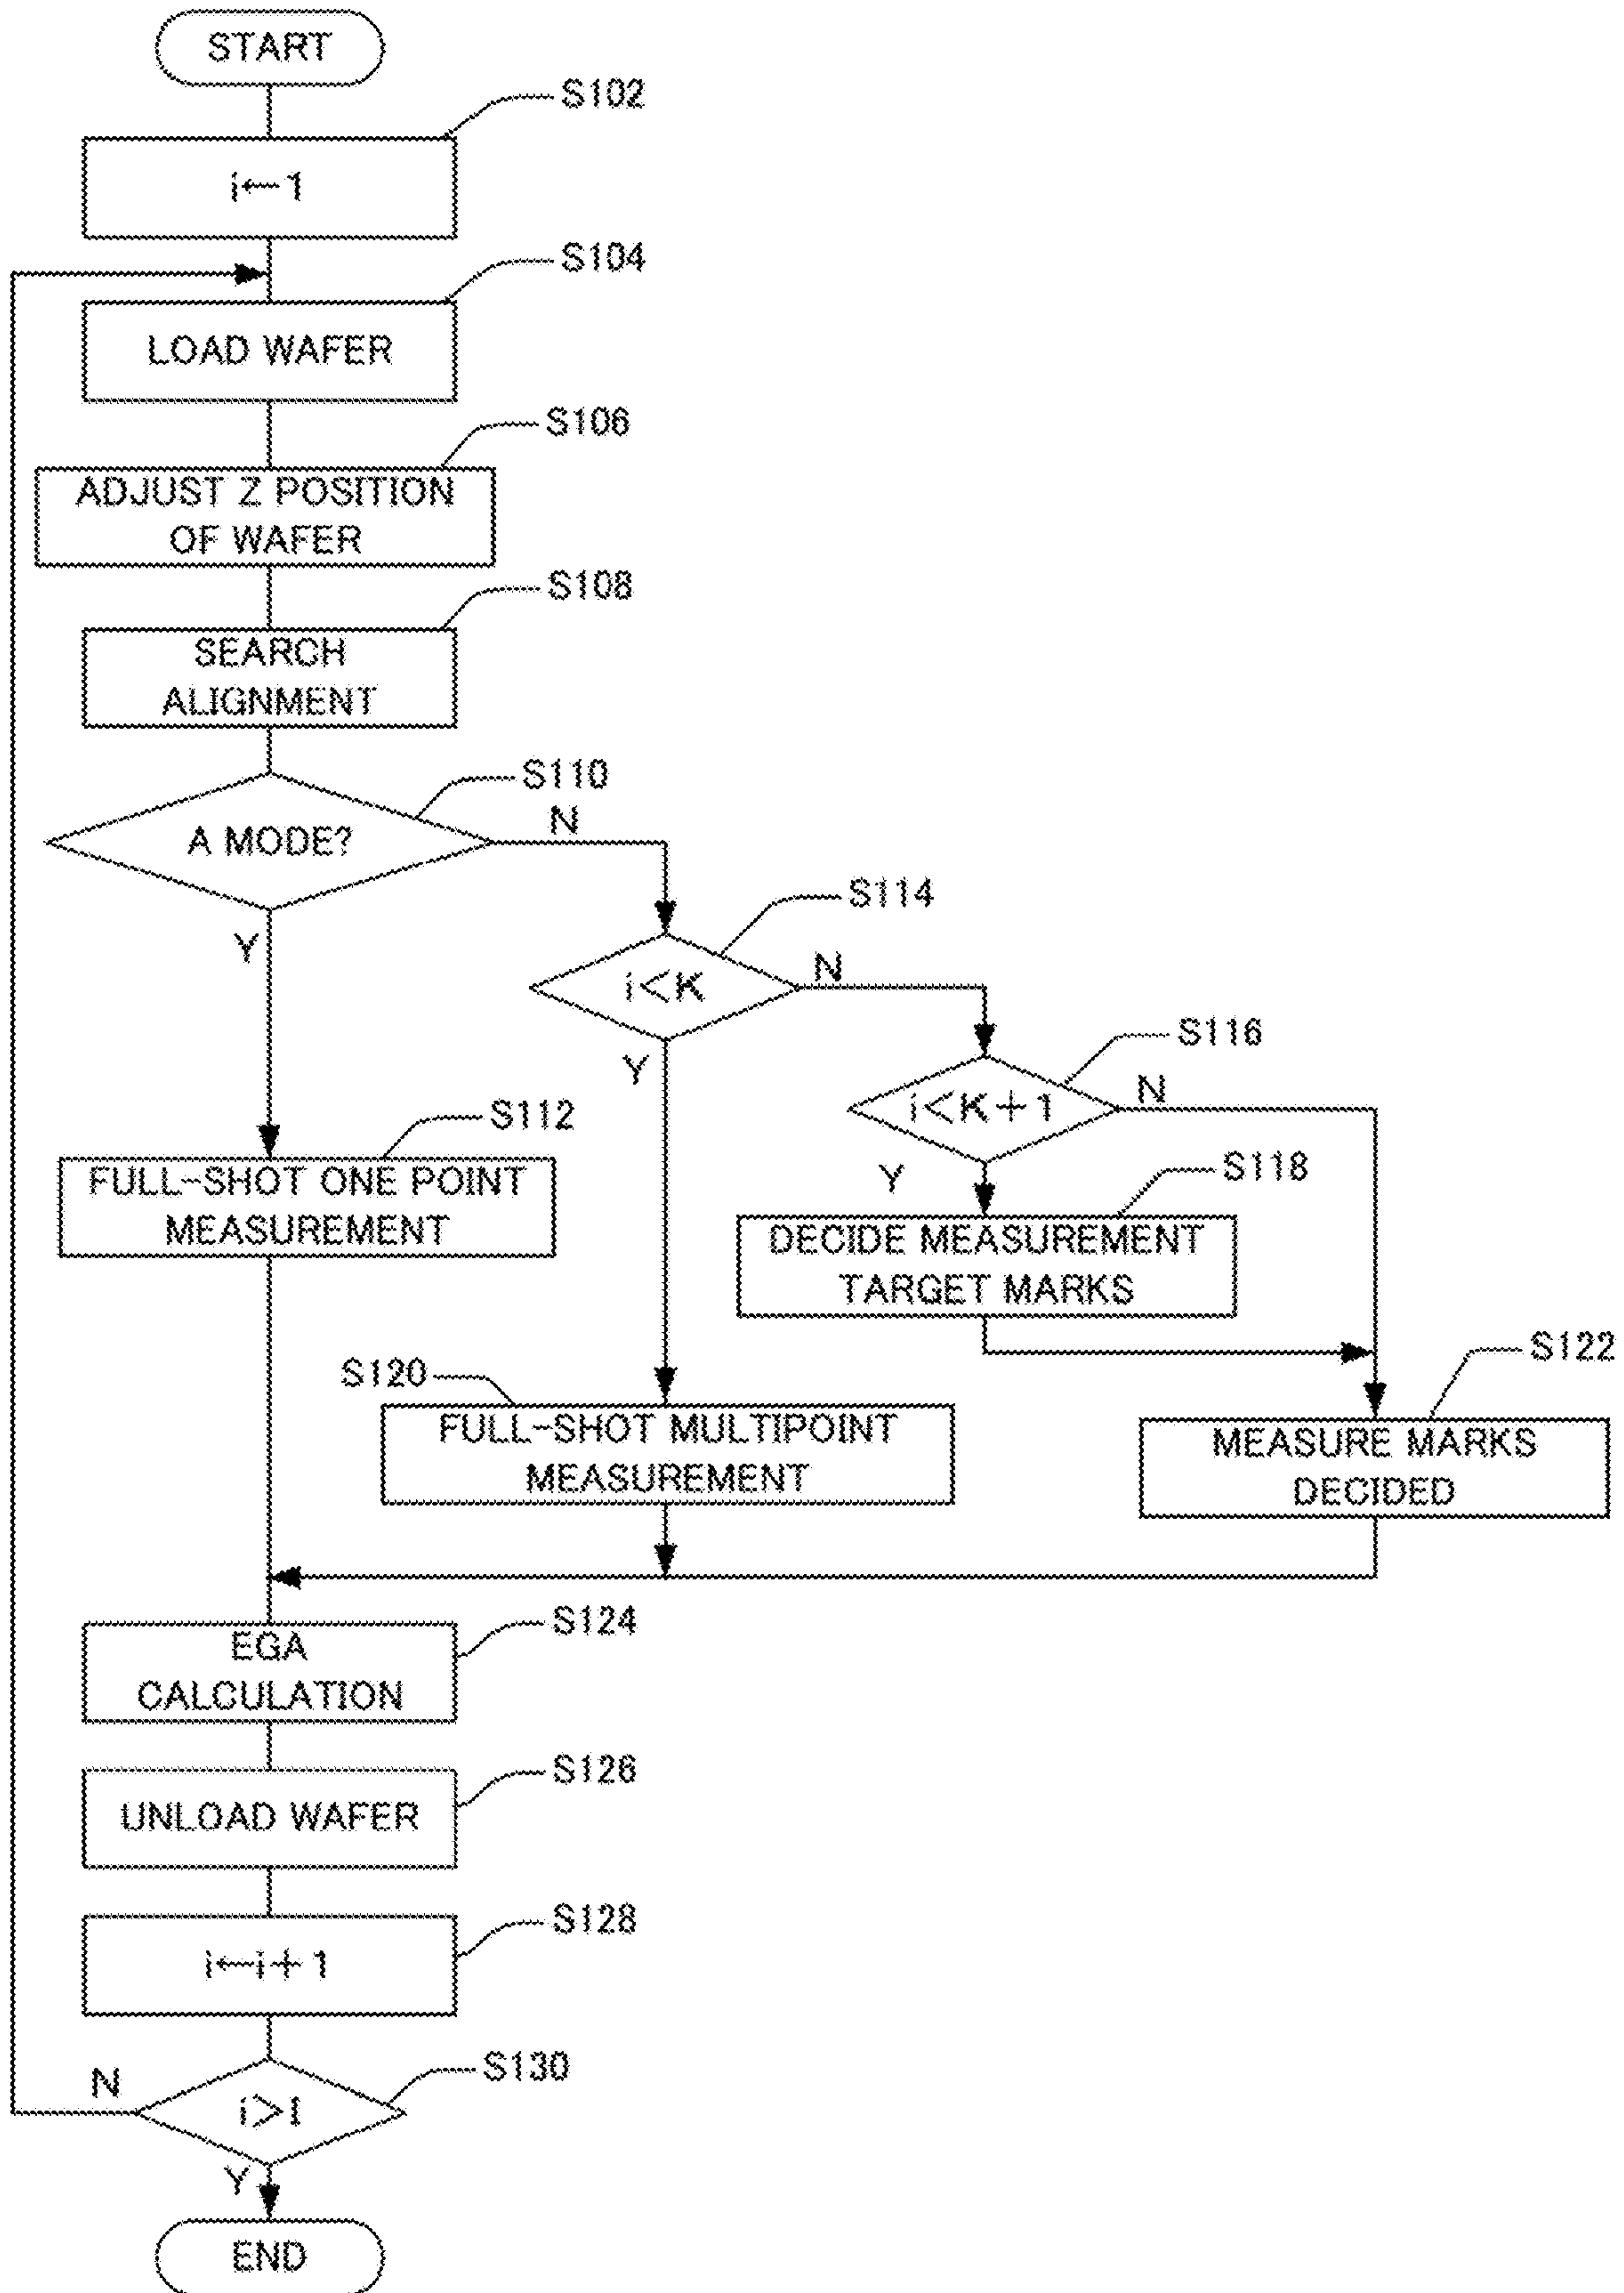 START
S102
i←1
S104
LOAD WAFER
S106
ADJUST Z POSITION
OF WAFER
S108
SEARCH
ALIGNMENT
S110
A MODE?
N
Y
S114
i<K
N
Y
S116
i<K+1
N
Y
S112
FULL-SHOT ONE POINT
MEASUREMENT
S118
DECIDE MEASUREMENT
TARGET MARKS
S120
FULL-SHOT MULTIPOINT
MEASUREMENT
S122
MEASURE MARKS
DECIDED
S124
EGA
CALCULATION
S126
UNLOAD WAFER
S128
i←i+1
S130
i>I
N
Y
END